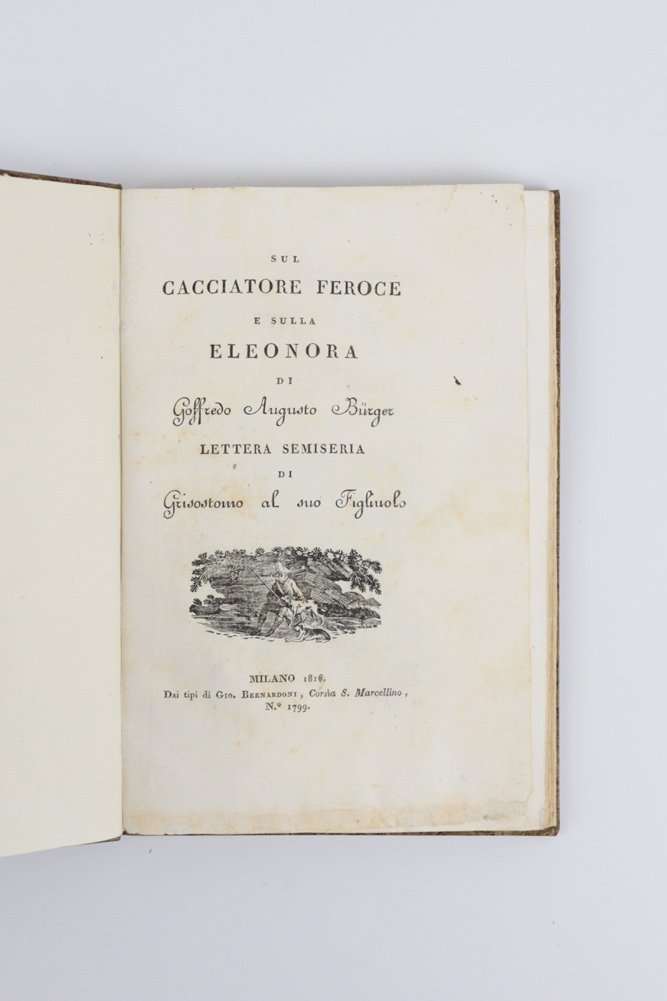 SUL
CACCIATORE FEROCE
E SULLA
ELEONORA
DI
Goffredo Augusto Bürger
LETTERA SEMISERIA
DI
Grisostomo al suo Figliuolo
MILANO 1816.
Dai tipi di GIO. BERNARDONI, Corsìa S. Marcellino,
N.º 1799.